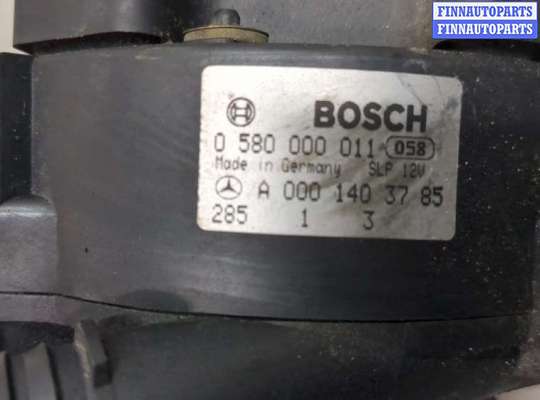 FINNAUTOPARTS
FINNAUTOPARTS
BOSCH
0 580 000 011 058
Made in Germany SLP 12V
A 000 140 37 85
285 1 3